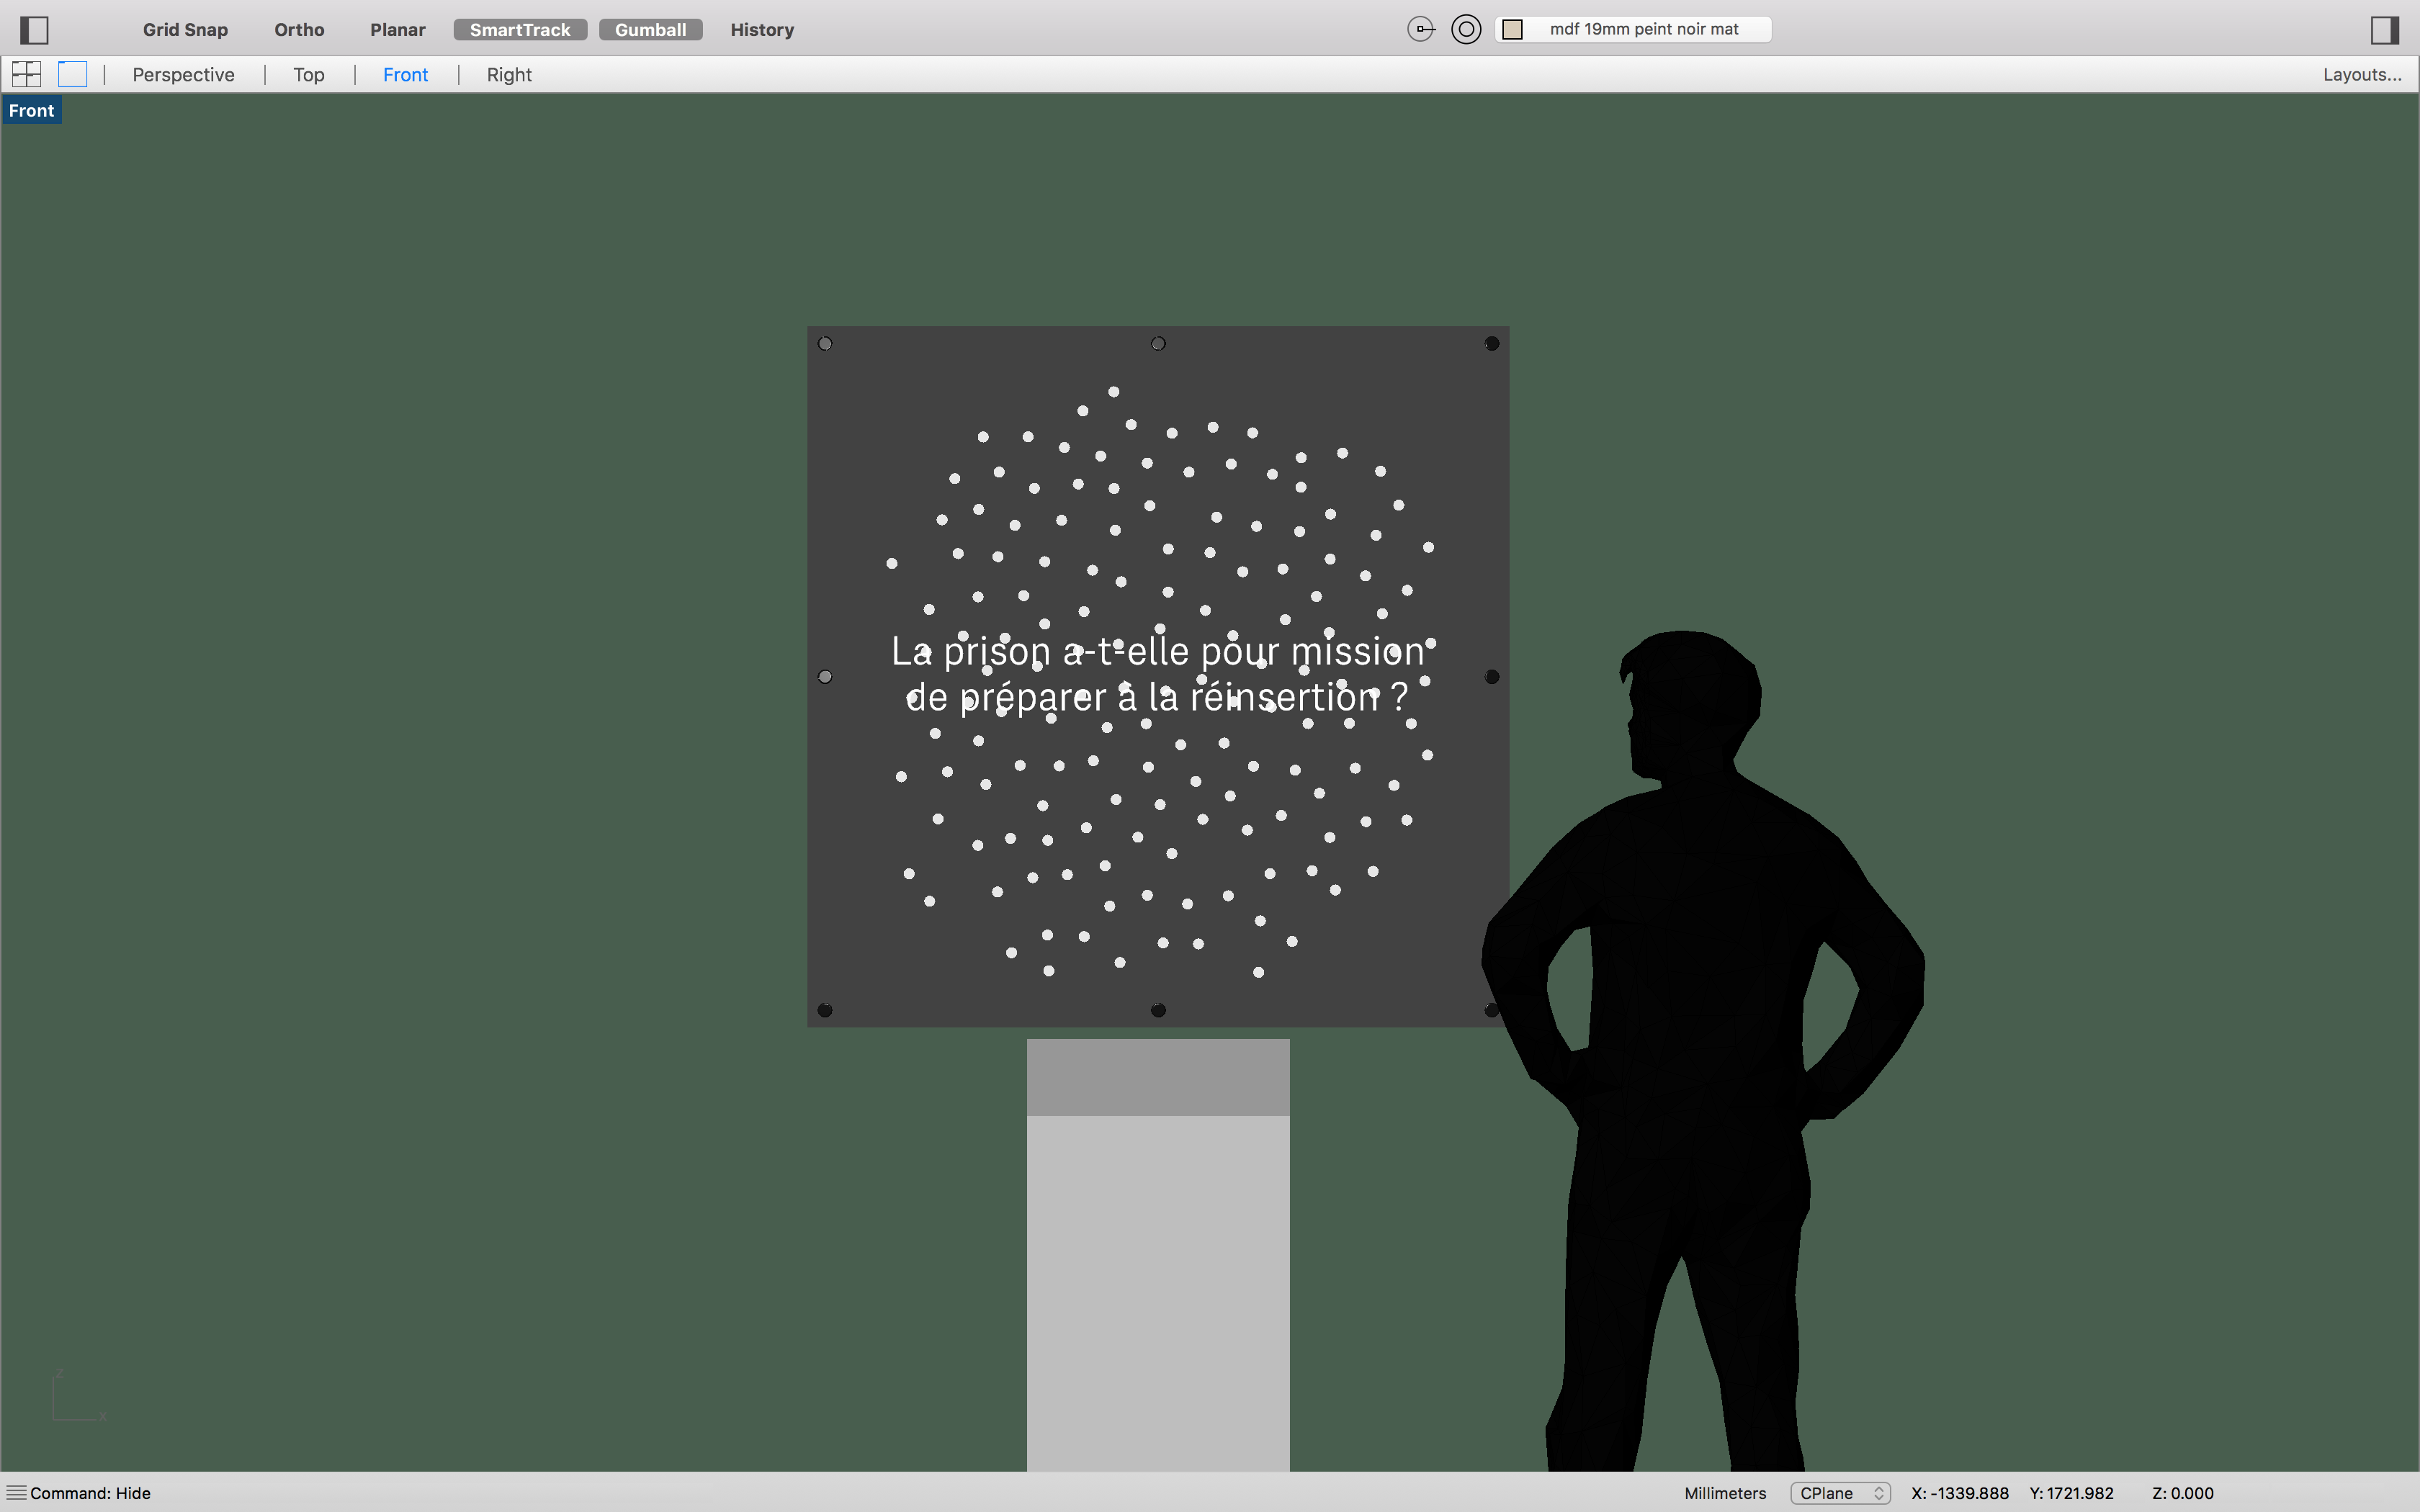 Grid Snap Ortho Planar SmartTrack Gumball History mdf 19mm peint noir mat
Perspective Top Front Right Layouts...
Front
La prison a-t-elle pour mission
de préparer à la réinsertion ?
z
x
Command: Hide Millimeters CPlane X: -1339.888 Y: 1721.982 Z: 0.000